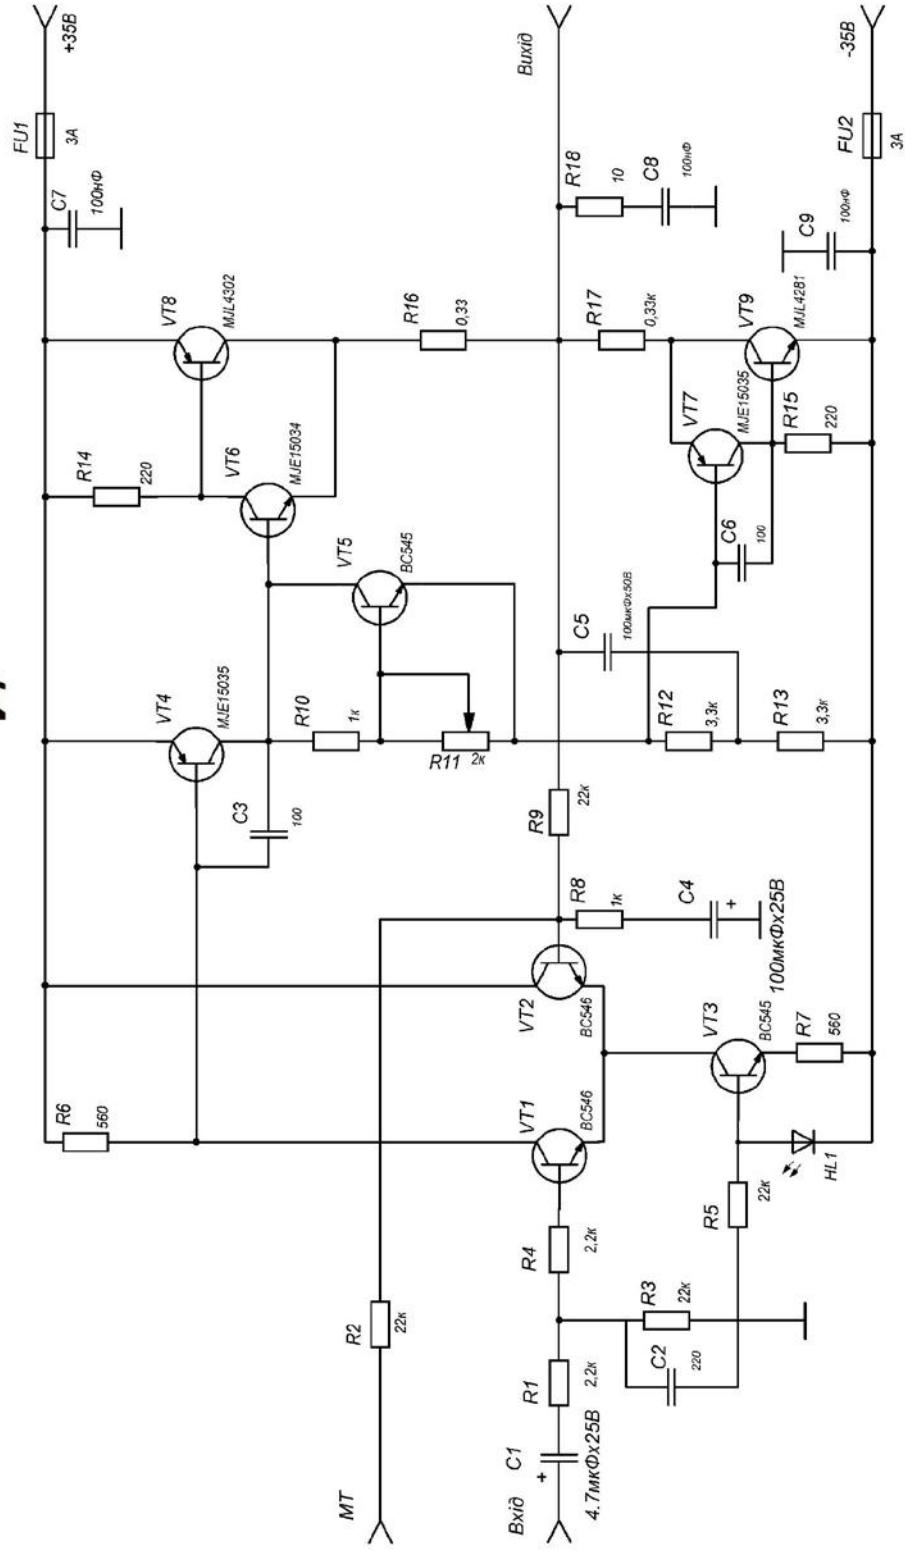 +35В
FU1
3А
C7
100нФ
Вихід
-35В
FU2
3А
R18
10
C8
100нФ
C9
100нФ
VT8
MJL4302
R16
0,33
R17
0,33к
VT9
MJL4281
R14
220
VT6
MJE15034
VT7
MJE15035
R15
220
VT5
BC545
C6
100
C5
100мкФх50В
VT4
MJE15035
R10
1к
R11
2к
R12
3,3к
R13
3,3к
C3
100
R9
22к
R8
1к
C4
+
100мкФх25В
VT2
BC546
VT3
BC545
R7
560
R6
560
VT1
BC546
HL1
R5
22к
R4
2,2к
R3
22к
C2
220
R2
22к
R1
2,2к
МТ
Вхід
C1
+
4.7мкФх25В